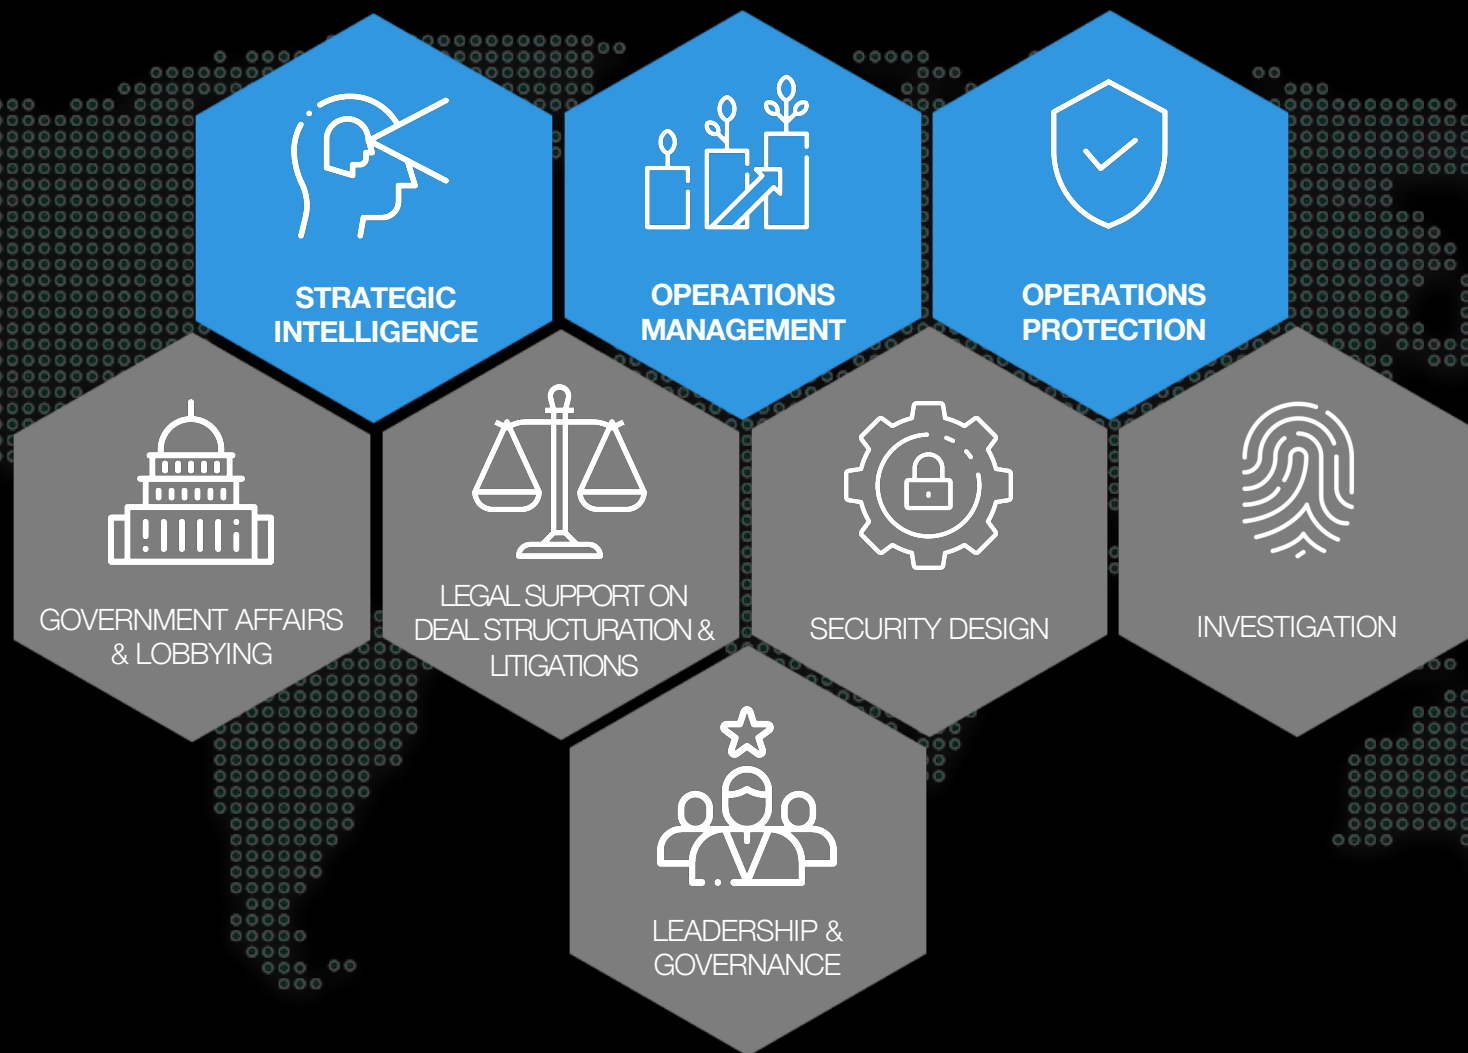 STRATEGIC
INTELLIGENCE
OPERATIONS
MANAGEMENT
OPERATIONS
PROTECTION
GOVERNMENT AFFAIRS
& LOBBYING
LEGAL SUPPORT ON
DEAL STRUCTURATION &
LITIGATIONS
SECURITY DESIGN
INVESTIGATION
LEADERSHIP &
GOVERNANCE